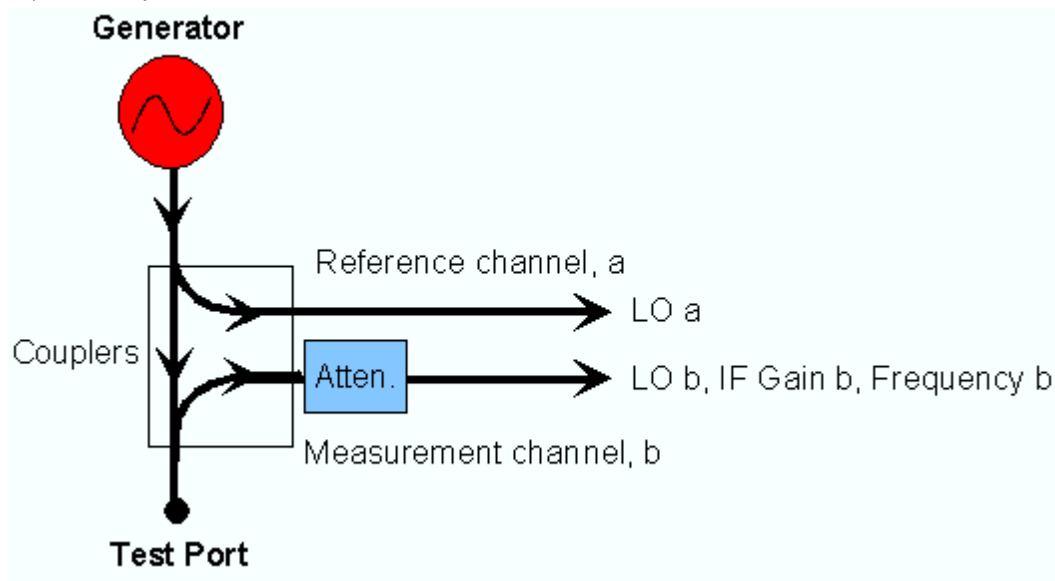 Generator
Reference channel, a
LO a
Couplers
Atten.
LO b, IF Gain b, Frequency b
Measurement channel, b
Test Port